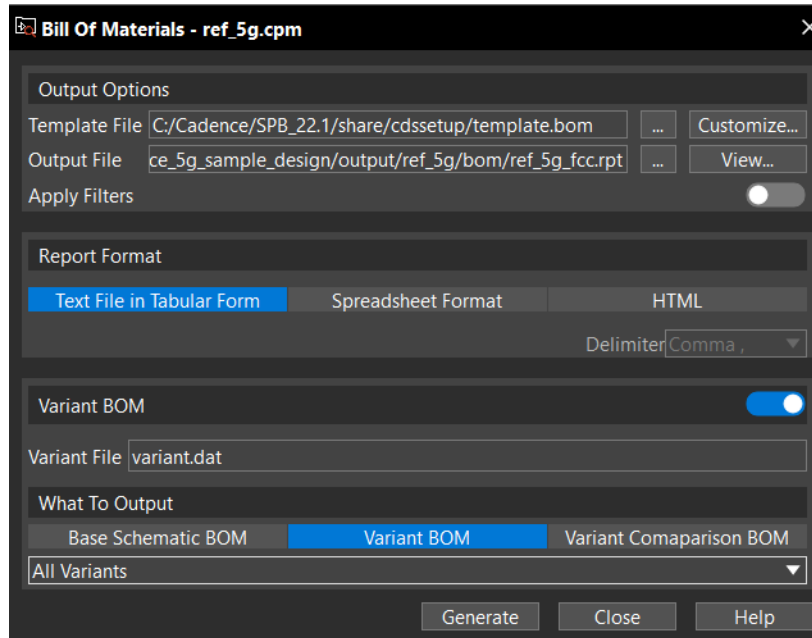 Bill Of Materials - ref_5g.cpm
Output Options
Template File C:/Cadence/SPB_22.1/share/cdssetup/template.bom ... Customize...
Output File ce_5g_sample_design/output/ref_5g/bom/ref_5g_fcc.rpt ... View...
Apply Filters
Report Format
Text File in Tabular Form Spreadsheet Format HTML
Delimiter Comma ,
Variant BOM
Variant File variant.dat
What To Output
Base Schematic BOM Variant BOM Variant Comaparison BOM
All Variants
Generate Close Help